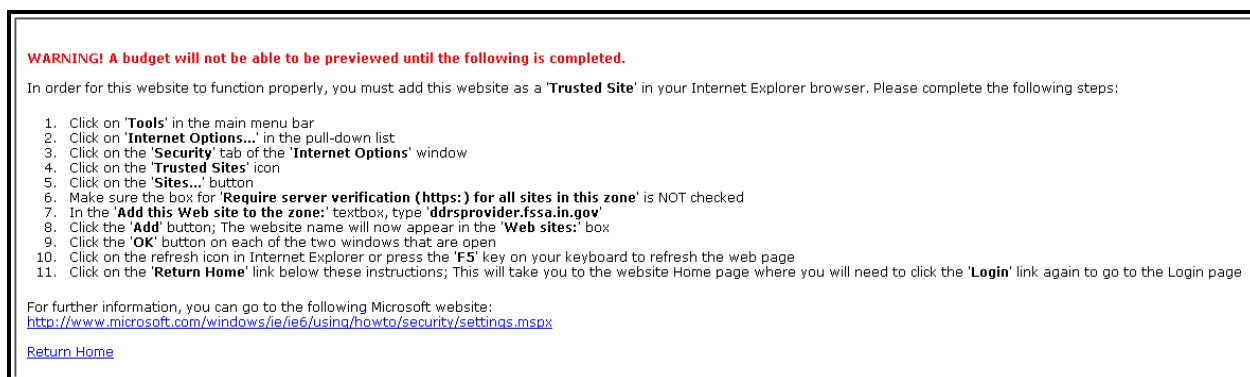 WARNING! A budget will not be able to be previewed until the following is completed.
In order for this website to function properly, you must add this website as a 'Trusted Site' in your Internet Explorer browser. Please complete the following steps:
1. Click on 'Tools' in the main menu bar
2. Click on 'Internet Options...' in the pull-down list
3. Click on the 'Security' tab of the 'Internet Options' window
4. Click on the 'Trusted Sites' icon
5. Click on the 'Sites...' button
6. Make sure the box for 'Require server verification (https:) for all sites in this zone' is NOT checked
7. In the 'Add this Web site to the zone:' textbox, type 'ddrsprovider.fssa.in.gov'
8. Click the 'Add' button; The website name will now appear in the 'Web sites:' box
9. Click the 'OK' button on each of the two windows that are open
10. Click on the refresh icon in Internet Explorer or press the 'F5' key on your keyboard to refresh the web page
11. Click on the 'Return Home' link below these instructions; This will take you to the website Home page where you will need to click the 'Login' link again to go to the Login page
For further information, you can go to the following Microsoft website:
http://www.microsoft.com/windows/ie/ie6/using/howto/security/settings.mspx
Return Home